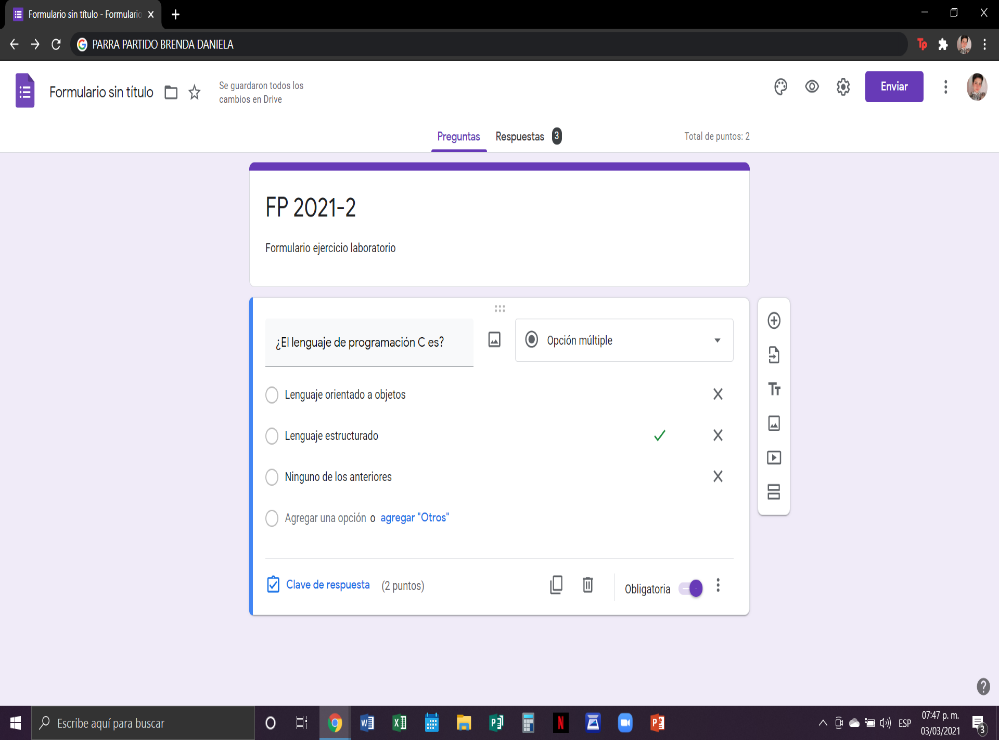 Formulario sin título - Formulario
PARRA PARTIDO BRENDA DANIELA
Formulario sin título
Se guardaron todos los
cambios en Drive
Enviar
Preguntas
Respuestas 3
Total de puntos: 2
FP 2021-2
Formulario ejercicio laboratorio
¿El lenguaje de programación C es?
Opción múltiple
Lenguaje orientado a objetos
Lenguaje estructurado
Ninguno de los anteriores
Agregar una opción o agregar "Otros"
Clave de respuesta (2 puntos)
Obligatoria
Escribe aquí para buscar
ESP
07:47 p. m.
03/03/2021
3